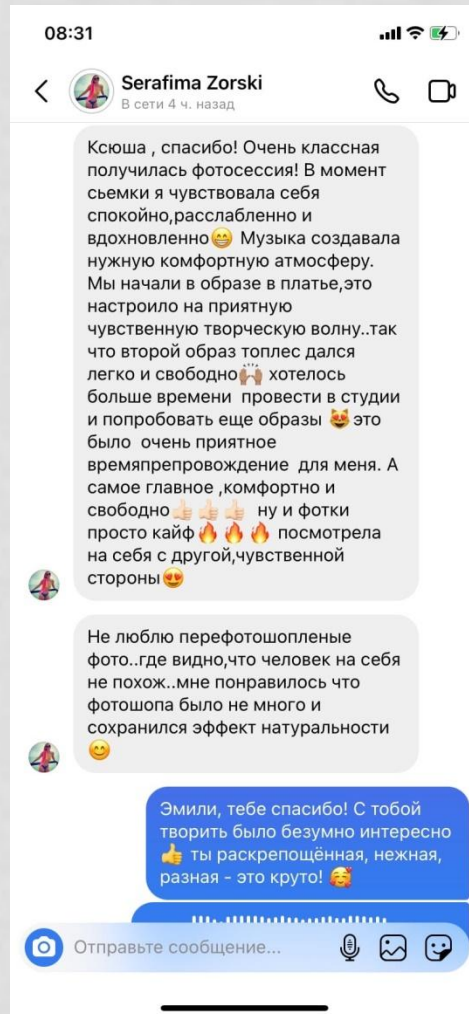 08:31
Serafima Zorski
В сети 4 ч. назад
Ксюша , спасибо! Очень классная
получилась фотосессия! В момент
сьемки я чувствовала себя
спокойно,расслабленно и
вдохновленно😁 Музыка создавала
нужную комфортную атмосферу.
Мы начали в образе в платье,это
настроило на приятную
чувственную творческую волну..так
что второй образ топлес дался
легко и свободно🙌🏽 хотелось
больше времени провести в студии
и попробовать еще образы 😻 это
было очень приятное
времяпрепровождение для меня. А
самое главное ,комфортно и
свободно👍🏻👍🏻👍🏻 ну и фотки
просто кайф🔥🔥🔥 посмотрела
на себя с другой,чувственной
стороны😍
Не люблю перефотошопленые
фото..где видно,что человек на себя
не похож..мне понравилось что
фотошопа было не много и
сохранился эффект натуральности
😊
Эмили, тебе спасибо! С тобой
творить было безумно интересно
👍 ты раскрепощённая, нежная,
разная - это круто! 🥰
Отправьте сообщение...